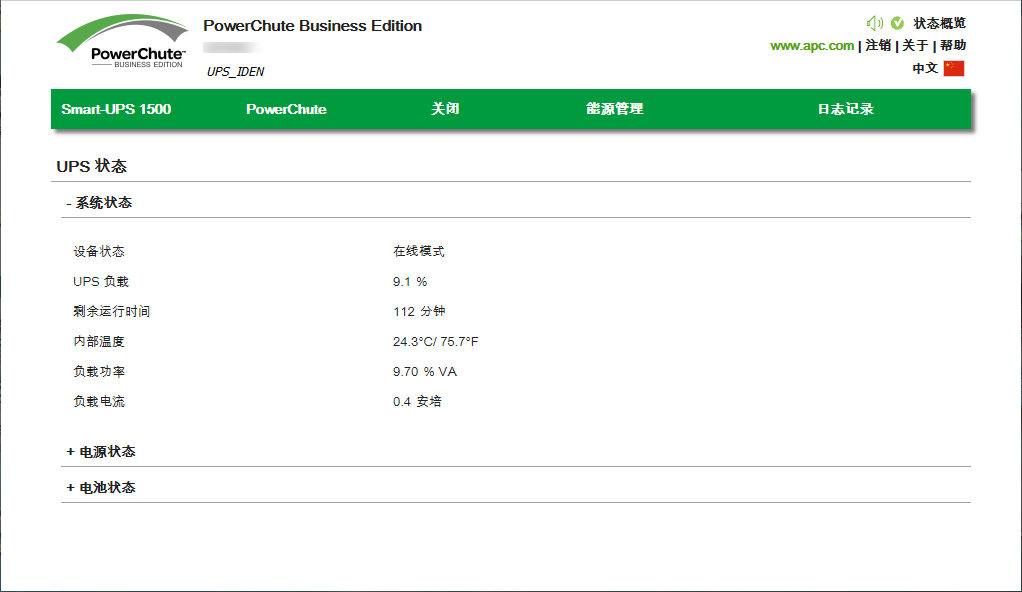 PowerChute™
BUSINESS EDITION
PowerChute Business Edition
UPS_IDEN
状态概览
www.apc.com | 注销 | 关于 | 帮助
中文
Smart-UPS 1500 PowerChute 关闭 能源管理 日志记录
UPS 状态
- 系统状态
设备状态 在线模式
UPS 负载 9.1 %
剩余运行时间 112 分钟
内部温度 24.3°C/ 75.7°F
负载功率 9.70 % VA
负载电流 0.4 安培
+ 电源状态
+ 电池状态